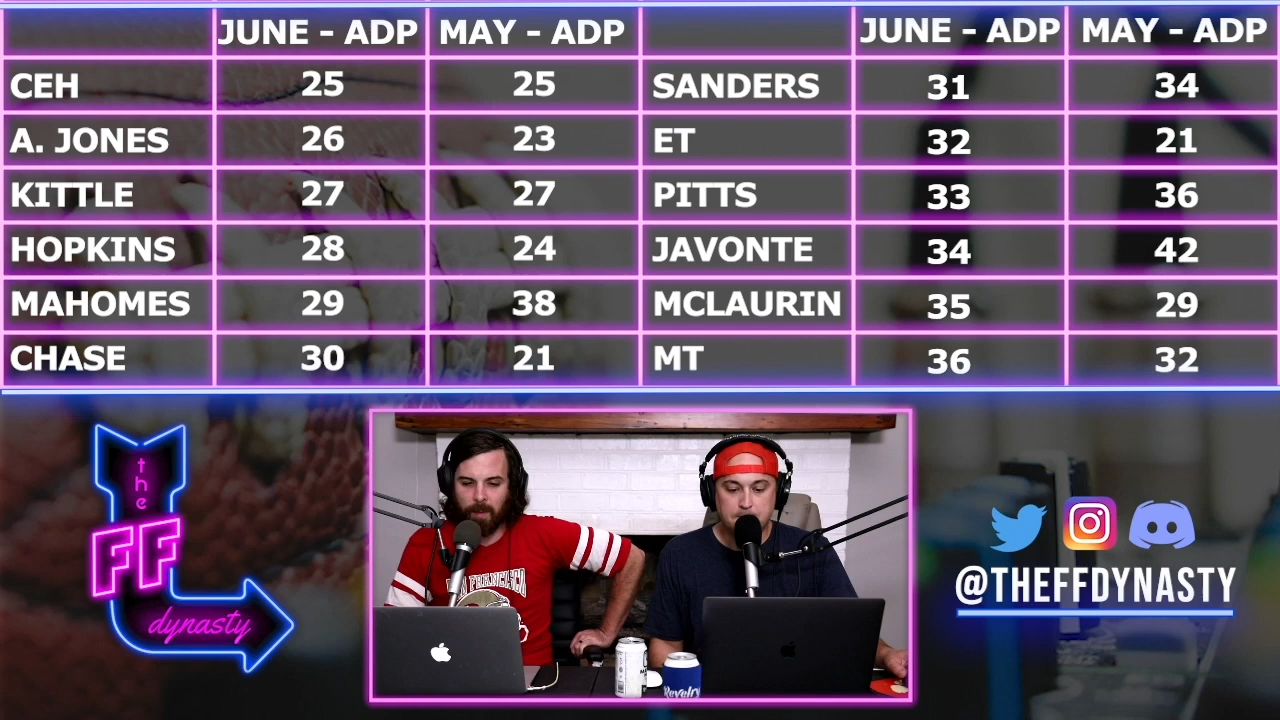 JUNE - ADP MAY - ADP JUNE - ADP MAY - ADP
CEH 25 25 SANDERS 31 34
A. JONES 26 23 ET 32 21
KITTLE 27 27 PITTS 33 36
HOPKINS 28 24 JAVONTE 34 42
MAHOMES 29 38 MCLAURIN 35 29
CHASE 30 21 MT 36 32
the
FF
dynasty
FRANCISCO
Revelry
@THEFFDYNASTY